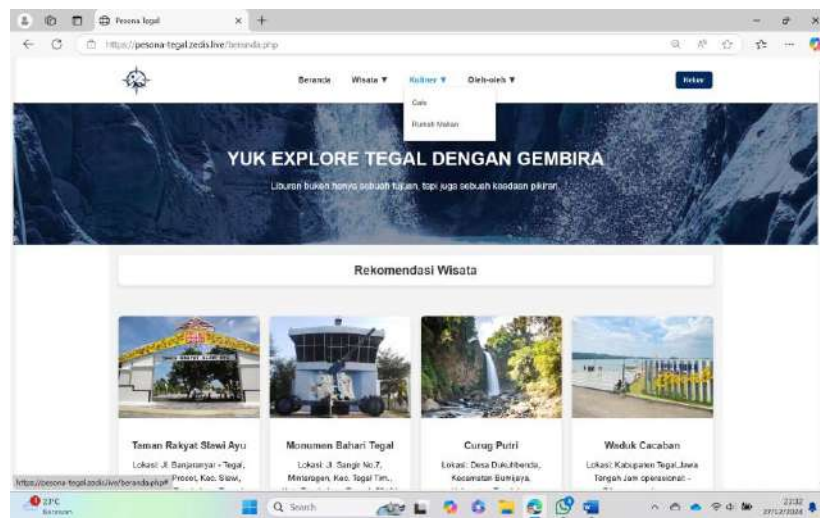 Pesona tegal
https://pesona-tegal.zedis.live/beranda.php
Beranda Wisata ▼ Kuliner ▼ Oleh-oleh ▼ Keluar
Cafe
Rumah Makan
YUK EXPLORE TEGAL DENGAN GEMBIRA
Liburan bukan hanya sebuah tujuan, tapi juga sebuah keadaan pikiran.
Rekomendasi Wisata
Taman Rakyat Slawi Ayu
Lokasi: Jl. Banjaranyar - Tegal,
Procot, Kec. Slawi,
Monumen Bahari Tegal
Lokasi: Jl. Sangir No.7,
Mintaragen, Kec. Tegal Tim.,
Curug Putri
Lokasi: Desa Dukuhbenda,
Kecamatan Bumijawa,
Waduk Cacaban
Lokasi: Kabupaten Tegal,Jawa
Tengah Jam operasional: -
https://pesona-tegal.zedis.live/beranda.php#
23°C
Search
27/12/2024